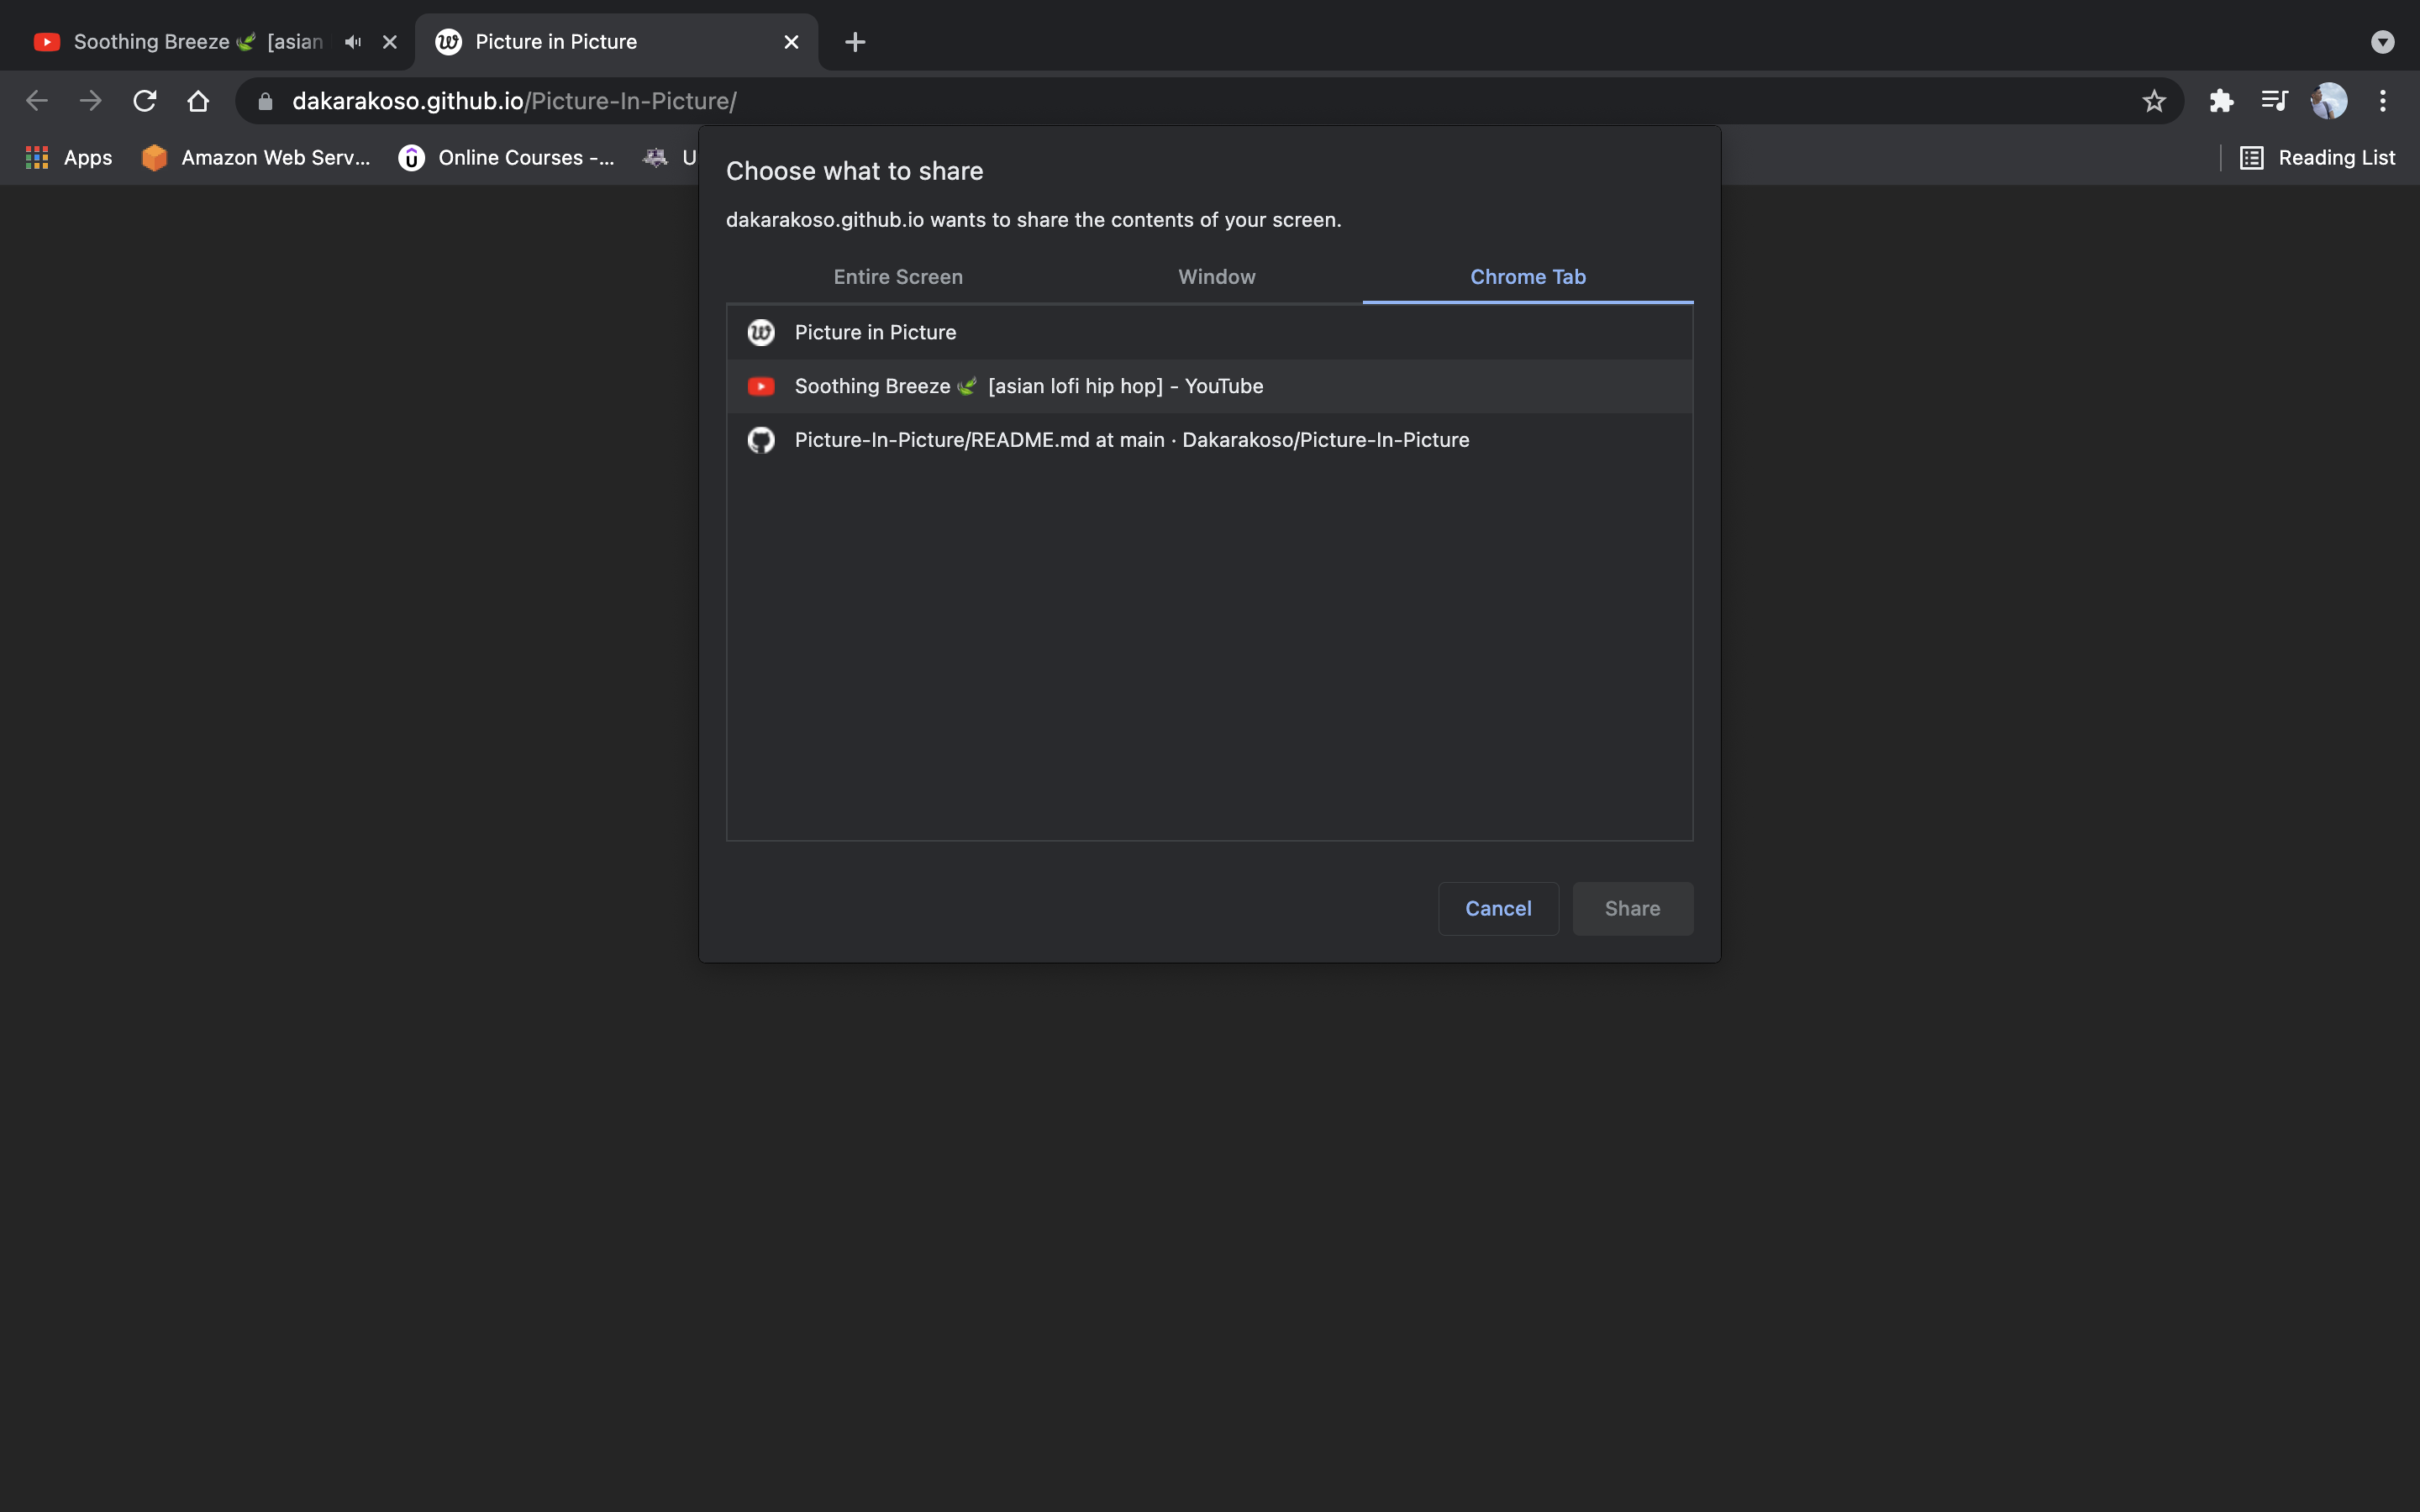 Soothing Breeze🍃 [asian
Picture in Picture
dakarakoso.github.io/Picture-In-Picture/
Apps
Amazon Web Serv...
Online Courses -...
U
Reading List
Choose what to share
dakarakoso.github.io wants to share the contents of your screen.
Entire Screen
Window
Chrome Tab
Picture in Picture
Soothing Breeze🍃 [asian lofi hip hop] - YouTube
Picture-In-Picture/README.md at main · Dakarakoso/Picture-In-Picture
Cancel
Share